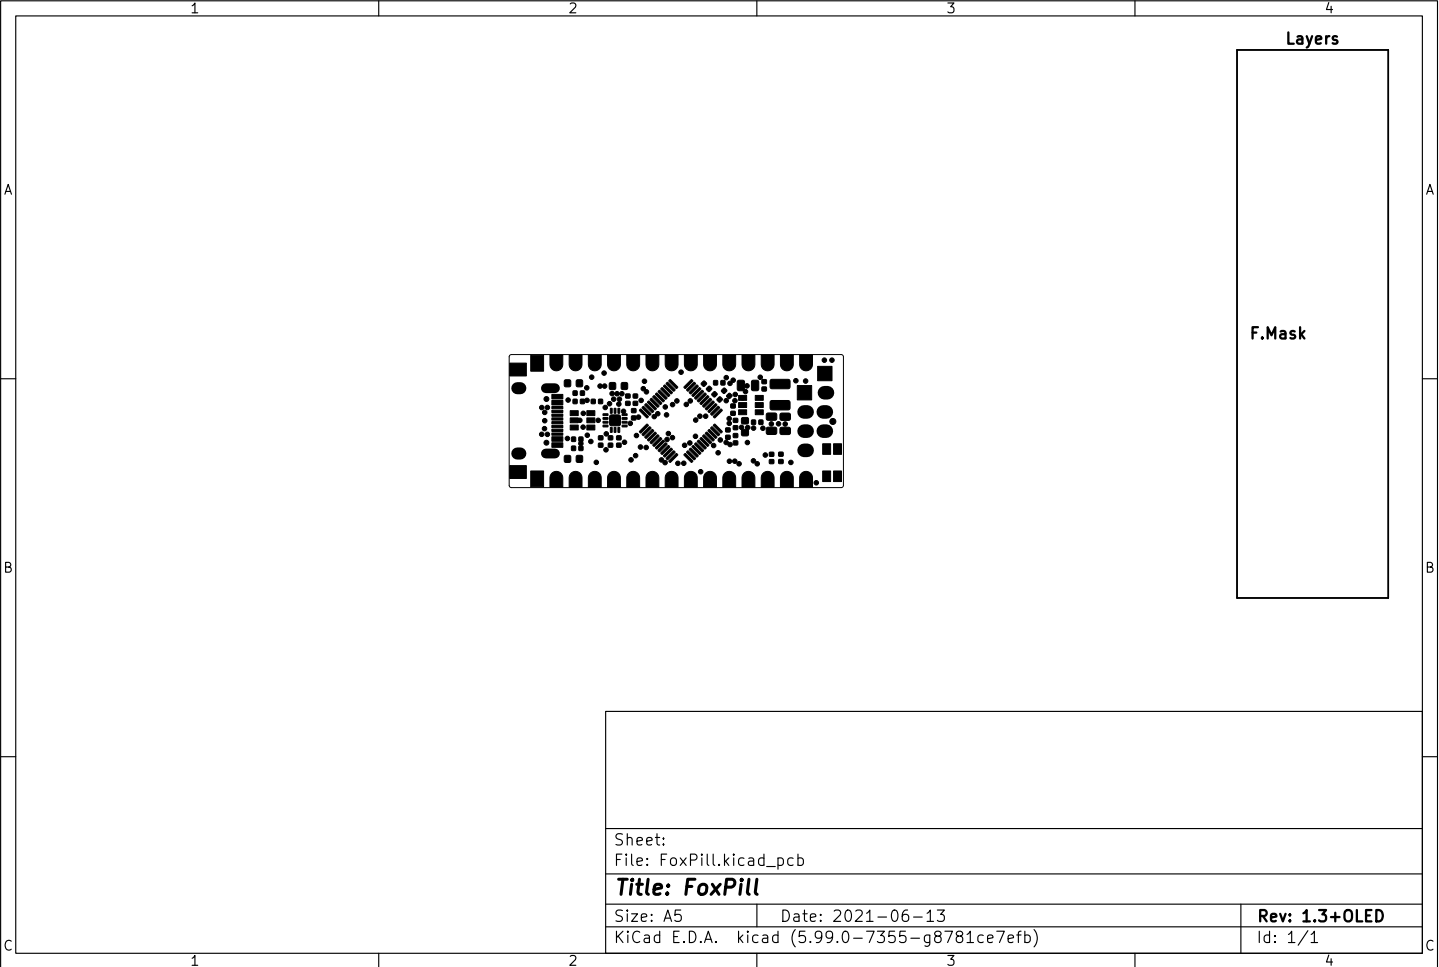 1 2 3 4
Layers
A A
F.Mask
B B
Sheet:
File: FoxPill.kicad_pcb
Title: FoxPill
Size: A5 Date: 2021-06-13 Rev: 1.3+OLED
KiCad E.D.A. kicad (5.99.0-7355-g8781ce7efb) Id: 1/1
C C
1 2 3 4